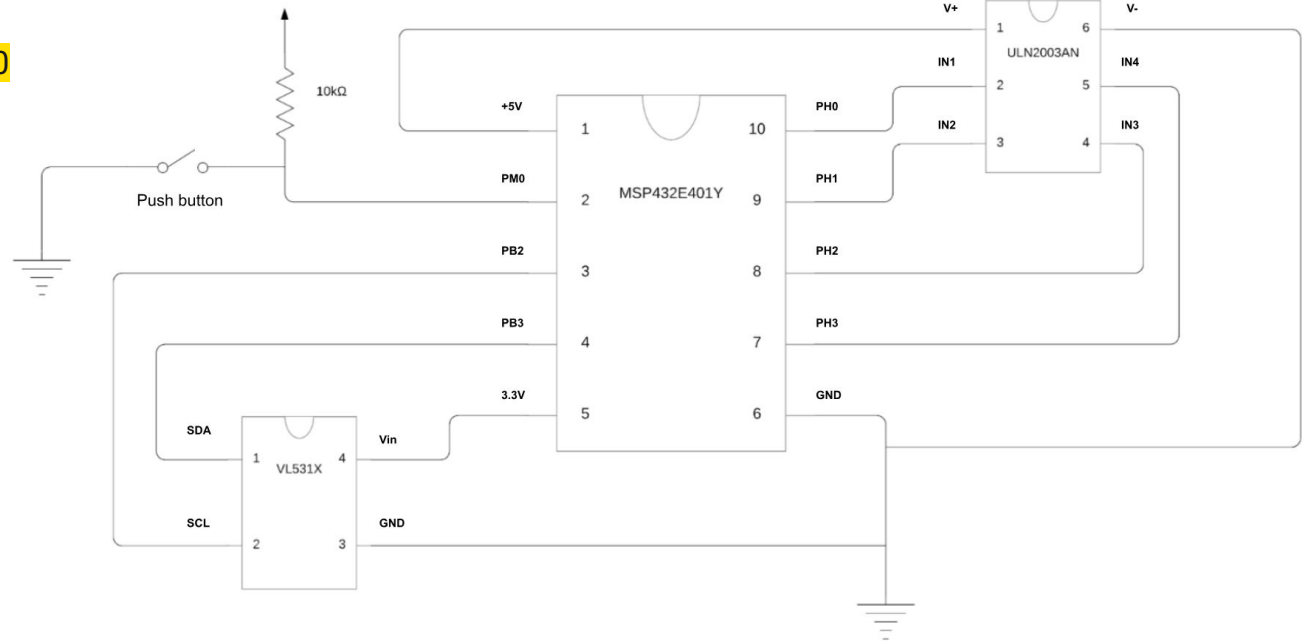 0
10kΩ
Push button
+5V
PM0
PB2
PB3
3.3V
1
2
3
4
5
MSP432E401Y
10
9
8
7
6
PH0
PH1
PH2
PH3
GND
V+
IN1
IN2
1
2
3
ULN2003AN
6
5
4
V-
IN4
IN3
SDA
SCL
1
2
VL531X
4
3
Vin
GND